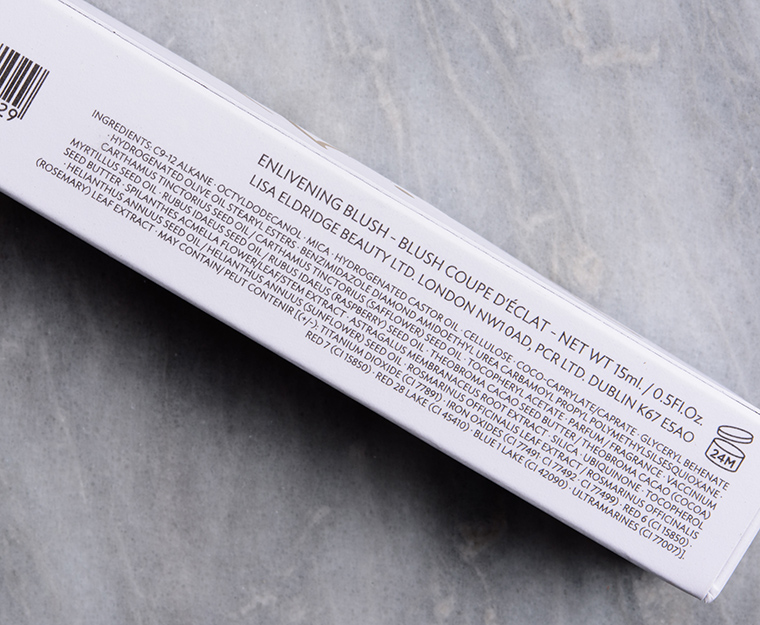 29
ENLIVENING BLUSH - BLUSH COUPE D'ÉCLAT - NET WT 15ml. / 0.5Fl.Oz.
LISA ELDRIDGE BEAUTY LTD. LONDON NW1 0AD, PCR LTD. DUBLIN K67 E5A0
INGREDIENTS: C9-12 ALKANE · OCTYLDODECANOL · MICA · HYDROGENATED CASTOR OIL · CELLULOSE · COCO-CAPRYLATE/CAPRATE · GLYCERYL BEHENATE
· HYDROGENATED OLIVE OIL STEARYL ESTERS · BENZIMIDAZOLE DIAMOND AMIDOETHYL UREA CARBAMOYL PROPYL POLYMETHYLSILSESQUIOXANE ·
CARTHAMUS TINCTORIUS SEED OIL / CARTHAMUS TINCTORIUS (SAFFLOWER) SEED OIL · TOCOPHERYL ACETATE · PARFUM / FRAGRANCE · VACCINIUM
MYRTILLUS SEED OIL · RUBUS IDAEUS SEED OIL / RUBUS IDAEUS (RASPBERRY) SEED OIL · THEOBROMA CACAO SEED BUTTER / THEOBROMA CACAO (COCOA)
SEED BUTTER · SPILANTHES ACMELLA FLOWER/LEAF/STEM EXTRACT · ASTRAGALUS MEMBRANACEUS ROOT EXTRACT · SILICA · UBIQUINONE · TOCOPHEROL
· HELIANTHUS ANNUUS SEED OIL / HELIANTHUS ANNUUS (SUNFLOWER) SEED OIL · ROSMARINUS OFFICINALIS LEAF EXTRACT / ROSMARINUS OFFICINALIS
(ROSEMARY) LEAF EXTRACT · MAY CONTAIN/ PEUT CONTENIR [(+/-): TITANIUM DIOXIDE (CI 77891) · IRON OXIDES (CI 77491, CI 77492, CI 77499) · RED 6 (CI 15850) ·
RED 7 (CI 15850) · RED 28 LAKE (CI 45410) · BLUE 1 LAKE (CI 42090) · ULTRAMARINES (CI 77007)].
24M